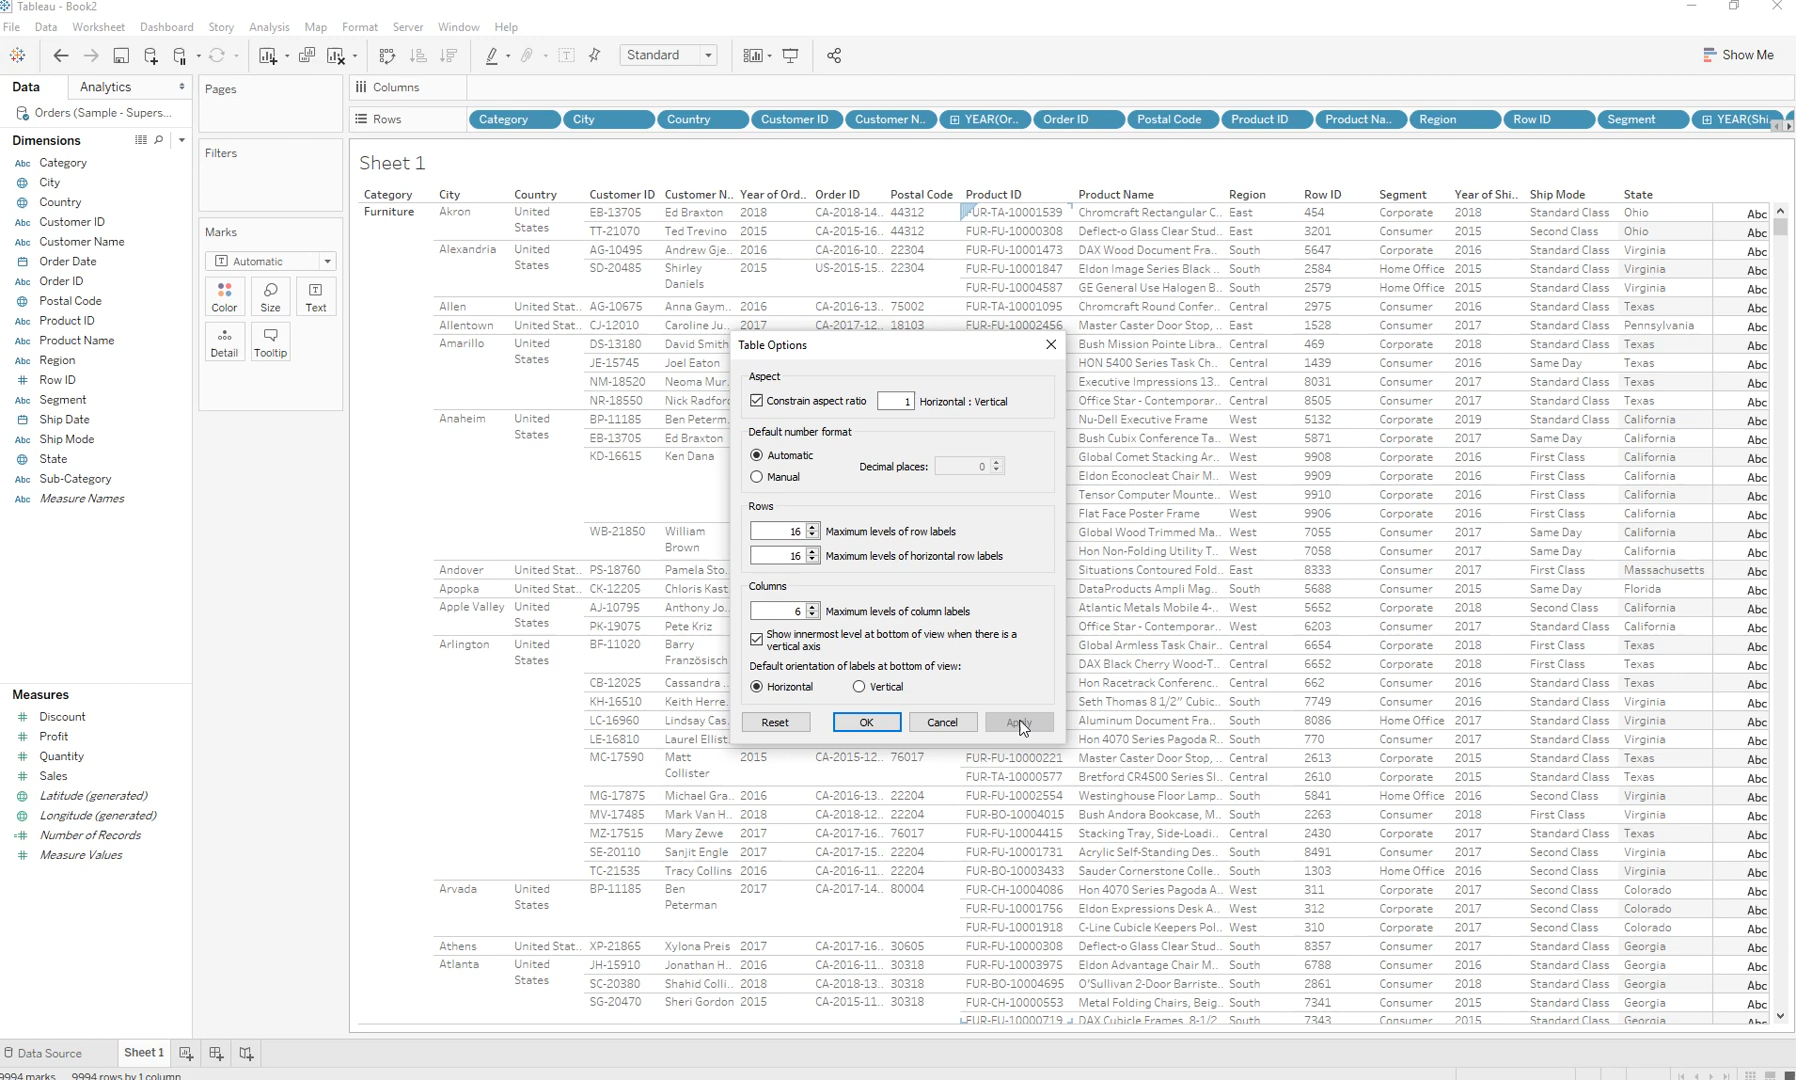 Tableau - Book2
File Data Worksheet Dashboard Story Analysis Map Format Server Window Help
Standard
Show Me
Data Analytics
Orders (Sample - Supers...
Dimensions
Abc Category
City
Country
Abc Customer ID
Abc Customer Name
Order Date
Abc Order ID
Postal Code
Abc Product ID
Abc Product Name
Abc Region
# Row ID
Abc Segment
Ship Date
Abc Ship Mode
State
Abc Sub-Category
Abc Measure Names
Measures
# Discount
# Profit
# Quantity
# Sales
Latitude (generated)
Longitude (generated)
=# Number of Records
# Measure Values
Pages
Filters
Marks
Automatic
Color Size Text
Detail Tooltip
Columns
Rows Category City Country Customer ID Customer N.. YEAR(Or.. Order ID Postal Code Product ID Product Na.. Region Row ID Segment YEAR(Shi..
Sheet 1
Category City Country Customer ID Customer N.. Year of Ord.. Order ID Postal Code Product ID Product Name Region Row ID Segment Year of Shi.. Ship Mode State
Furniture Akron United States EB-13705 Ed Braxton 2018 CA-2018-14.. 44312 FUR-TA-10001539 Chromcraft Rectangular C.. East 454 Corporate 2018 Standard Class Ohio Abc
TT-21070 Ted Trevino 2015 CA-2015-16.. 44312 FUR-FU-10000308 Deflect-o Glass Clear Stud.. East 3201 Consumer 2015 Second Class Ohio Abc
Alexandria United States AG-10495 Andrew Gje.. 2016 CA-2016-10.. 22304 FUR-FU-10001473 DAX Wood Document Fra.. South 5647 Corporate 2016 Standard Class Virginia Abc
SD-20485 Shirley Daniels 2015 US-2015-15.. 22304 FUR-FU-10001847 Eldon Image Series Black .. South 2584 Home Office 2015 Standard Class Virginia Abc
FUR-FU-10004587 GE General Use Halogen B.. South 2579 Home Office 2015 Standard Class Virginia Abc
Allen United Stat.. AG-10675 Anna Gaym.. 2016 CA-2016-13.. 75002 FUR-TA-10001095 Chromcraft Round Confer.. Central 2975 Consumer 2016 Standard Class Texas Abc
Allentown United Stat.. CJ-12010 Caroline Ju.. 2017 CA-2017-12.. 18103 FUR-FU-10002456 Master Caster Door Stop, .. East 1528 Consumer 2017 Standard Class Pennsylvania Abc
Amarillo United States DS-13180 David Smith Bush Mission Pointe Libra.. Central 469 Corporate 2018 Standard Class Texas Abc
JE-15745 Joel Eaton HON 5400 Series Task Ch.. Central 1439 Consumer 2016 Same Day Texas Abc
NM-18520 Neoma Mur.. Executive Impressions 13.. Central 8031 Consumer 2017 Standard Class Texas Abc
NR-18550 Nick Radfor Office Star - Contemporar.. Central 8505 Consumer 2017 Standard Class Texas Abc
Anaheim United States BP-11185 Ben Peterm. Nu-Dell Executive Frame West 5132 Corporate 2019 Standard Class California Abc
EB-13705 Ed Braxton Bush Cubix Conference Ta.. West 5871 Corporate 2017 Same Day California Abc
KD-16615 Ken Dana Global Comet Stacking Ar.. West 9908 Corporate 2016 First Class California Abc
Eldon Econocleat Chair M.. West 9909 Corporate 2016 First Class California Abc
Tensor Computer Mounte.. West 9910 Corporate 2016 First Class California Abc
Flat Face Poster Frame West 9906 Corporate 2016 First Class California Abc
WB-21850 William Brown Global Wood Trimmed Ma.. West 7055 Consumer 2017 Same Day California Abc
Hon Non-Folding Utility T.. West 7058 Consumer 2017 Same Day California Abc
Andover United Stat.. PS-18760 Pamela Sto. Situations Contoured Fold.. East 8333 Consumer 2017 First Class Massachusetts Abc
Apopka United Stat.. CK-12205 Chloris Kast DataProducts Ampli Mag.. South 5688 Consumer 2015 Same Day Florida Abc
Apple Valley United States AJ-10795 Anthony Jo.. Atlantic Metals Mobile 4-.. West 5652 Corporate 2018 Second Class California Abc
PK-19075 Pete Kriz Office Star - Contemporar.. West 6203 Consumer 2017 Standard Class California Abc
Arlington United States BF-11020 Barry Französisch Global Armless Task Chair.. Central 6654 Corporate 2018 First Class Texas Abc
DAX Black Cherry Wood-T.. Central 6652 Corporate 2018 First Class Texas Abc
CB-12025 Cassandra .. Hon Racetrack Conferenc.. Central 662 Consumer 2016 Standard Class Texas Abc
KH-16510 Keith Herre. Seth Thomas 8 1/2" Cubic.. South 7749 Consumer 2016 Standard Class Virginia Abc
LC-16960 Lindsay Cas. Aluminum Document Fra.. South 8086 Home Office 2017 Standard Class Virginia Abc
LE-16810 Laurel Ellist Hon 4070 Series Pagoda R.. South 770 Consumer 2017 Standard Class Virginia Abc
MC-17590 Matt Collister 2015 CA-2015-12.. 76017 FUR-FU-10000221 Master Caster Door Stop, .. Central 2613 Corporate 2015 Standard Class Texas Abc
FUR-TA-10000577 Bretford CR4500 Series Sl.. Central 2610 Corporate 2015 Standard Class Texas Abc
MG-17875 Michael Gra.. 2016 CA-2016-13.. 22204 FUR-FU-10002554 Westinghouse Floor Lamp.. South 5841 Home Office 2016 Second Class Virginia Abc
MV-17485 Mark Van H.. 2018 CA-2018-12.. 22204 FUR-BO-10004015 Bush Andora Bookcase, M.. South 2263 Consumer 2018 First Class Virginia Abc
MZ-17515 Mary Zewe 2017 CA-2017-16.. 76017 FUR-FU-10004415 Stacking Tray, Side-Loadi.. Central 2430 Corporate 2017 Standard Class Texas Abc
SE-20110 Sanjit Engle 2017 CA-2017-15.. 22204 FUR-FU-10001731 Acrylic Self-Standing Des.. South 8491 Consumer 2017 Second Class Virginia Abc
TC-21535 Tracy Collins 2016 CA-2016-11.. 22204 FUR-BO-10003433 Sauder Cornerstone Colle.. South 1303 Home Office 2016 Second Class Virginia Abc
Arvada United States BP-11185 Ben Peterman 2017 CA-2017-14.. 80004 FUR-CH-10004086 Hon 4070 Series Pagoda A.. West 311 Corporate 2017 Second Class Colorado Abc
FUR-FU-10001756 Eldon Expressions Desk A.. West 312 Corporate 2017 Second Class Colorado Abc
FUR-FU-10001918 C-Line Cubicle Keepers Pol.. West 310 Corporate 2017 Second Class Colorado Abc
Athens United Stat.. XP-21865 Xylona Preis 2017 CA-2017-16.. 30605 FUR-FU-10000308 Deflect-o Glass Clear Stud.. South 8357 Consumer 2017 Standard Class Georgia Abc
Atlanta United States JH-15910 Jonathan H.. 2016 CA-2016-11.. 30318 FUR-FU-10003975 Eldon Advantage Chair M.. South 6788 Consumer 2016 Standard Class Georgia Abc
SC-20380 Shahid Colli.. 2018 CA-2018-13.. 30318 FUR-BO-10004695 O'Sullivan 2-Door Barriste.. South 2861 Consumer 2018 Standard Class Georgia Abc
SG-20470 Sheri Gordon 2015 CA-2015-11.. 30318 FUR-CH-10000553 Metal Folding Chairs, Beig.. South 7341 Consumer 2015 Standard Class Georgia Abc
FUR-FU-10000719 DAX Cubicle Frames, 8-1/2.. South 7343 Consumer 2015 Standard Class Georgia Abc
Table Options
Aspect
Constrain aspect ratio 1 Horizontal : Vertical
Default number format
Automatic
Decimal places: 0
Manual
Rows
16 Maximum levels of row labels
16 Maximum levels of horizontal row labels
Columns
6 Maximum levels of column labels
Show innermost level at bottom of view when there is a
vertical axis
Default orientation of labels at bottom of view:
Horizontal Vertical
Reset OK Cancel Apply
Data Source Sheet 1
9994 marks 9994 rows by 1 column